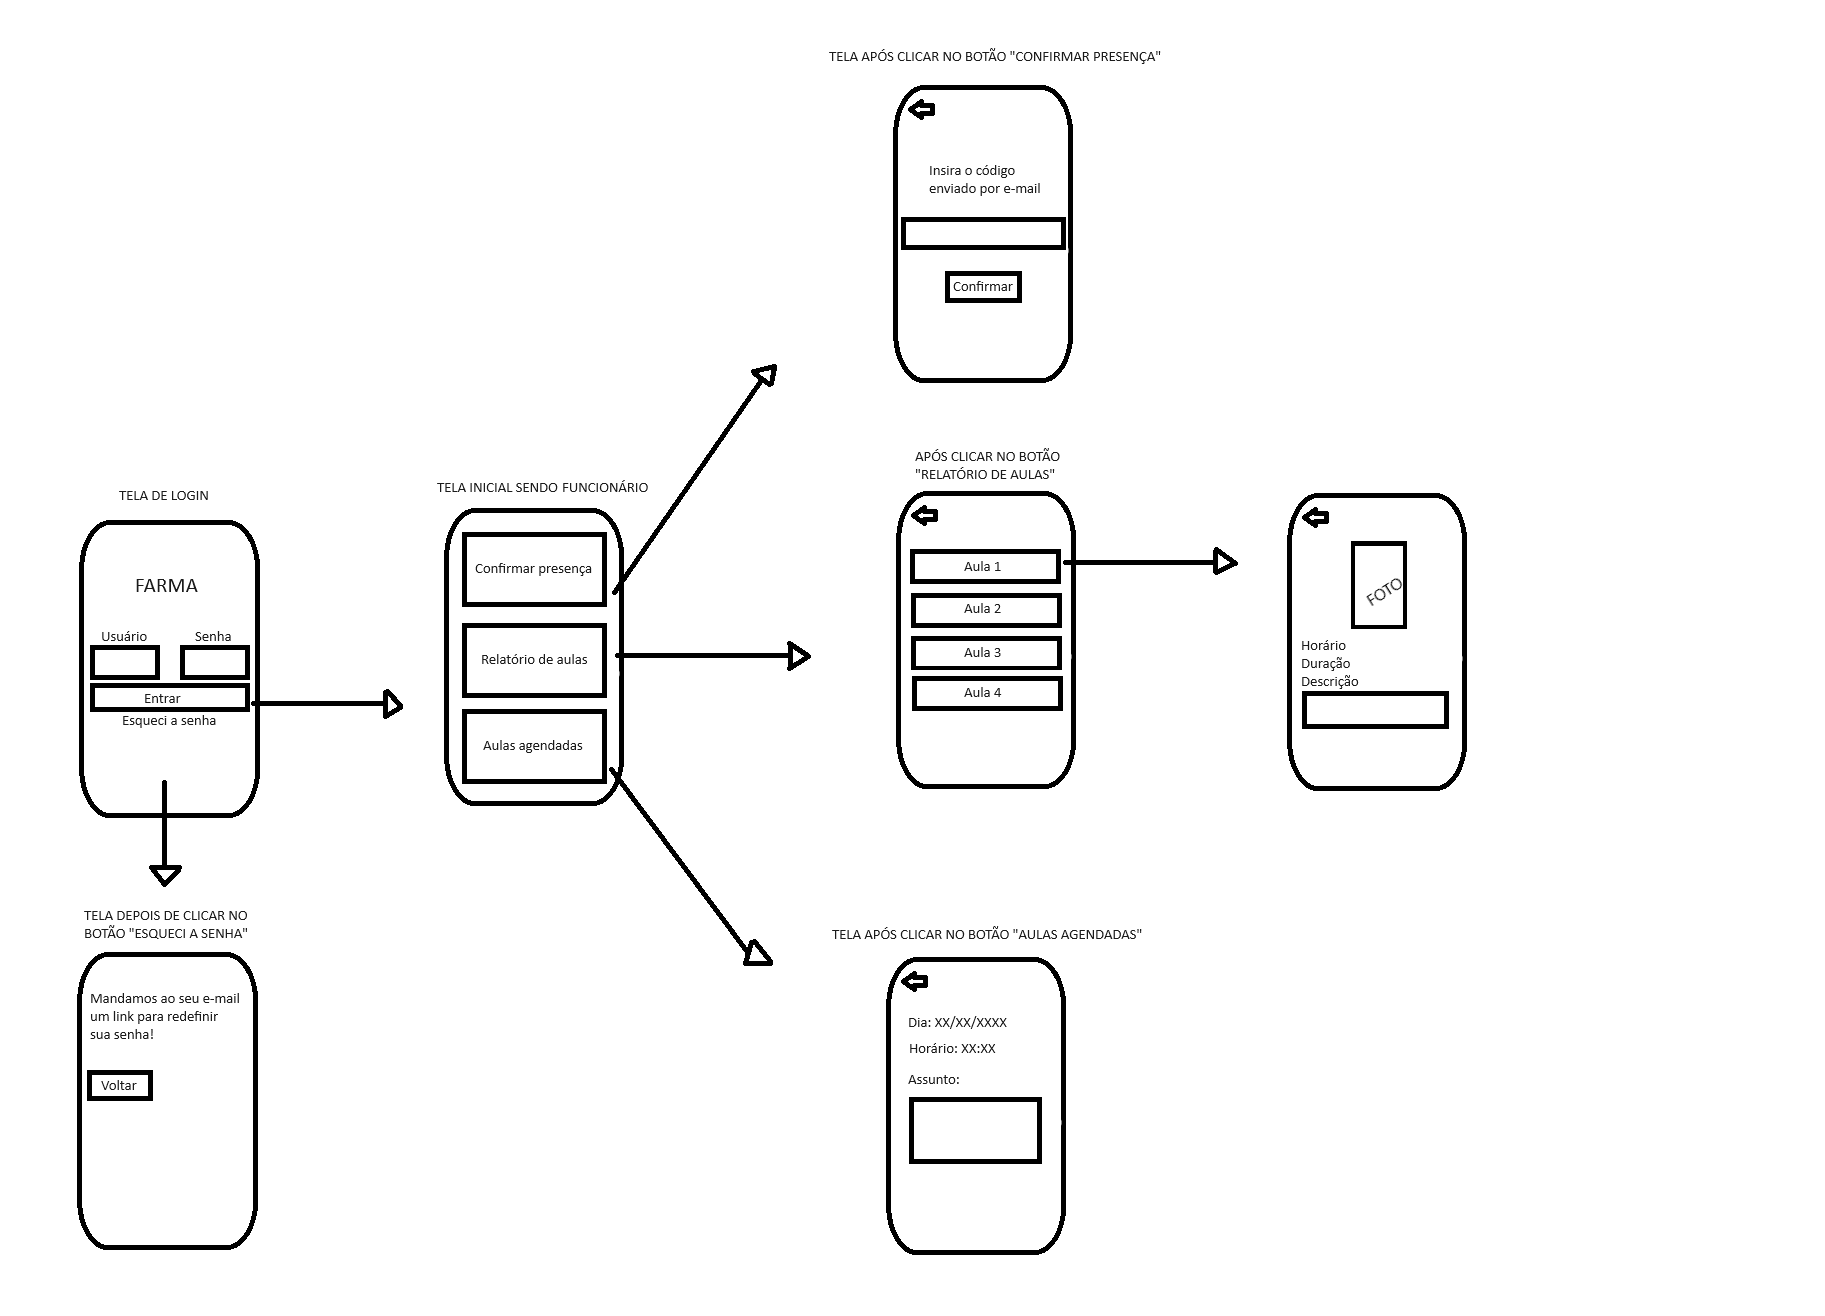 TELA APÓS CLICAR NO BOTÃO "CONFIRMAR PRESENÇA"
Insira o código
enviado por e-mail
Confirmar
TELA DE LOGIN
FARMA
Usuário
Senha
Entrar
Esqueci a senha
TELA INICIAL SENDO FUNCIONÁRIO
Confirmar presença
Relatório de aulas
Aulas agendadas
APÓS CLICAR NO BOTÃO
"RELATÓRIO DE AULAS"
Aula 1
Aula 2
Aula 3
Aula 4
FOTO
Horário
Duração
Descrição
TELA DEPOIS DE CLICAR NO
BOTÃO "ESQUECI A SENHA"
Mandamos ao seu e-mail
um link para redefinir
sua senha!
Voltar
TELA APÓS CLICAR NO BOTÃO "AULAS AGENDADAS"
Dia: XX/XX/XXXX
Horário: XX:XX
Assunto: